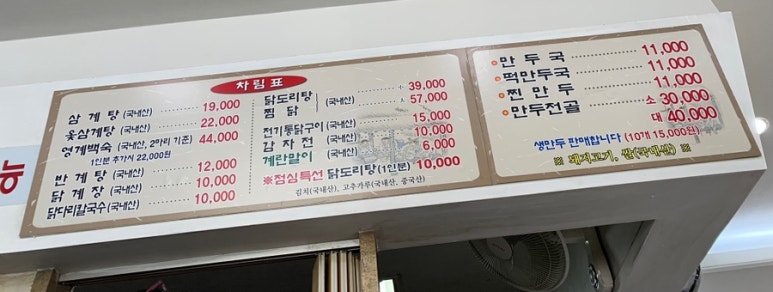 차림표
삼계탕 (국내산) 19,000
옻삼계탕 (국내산) 22,000
영계백숙 (국내산, 2마리 기준) 44,000
1인분 추가시 22,000원
반계탕 (국내산) 12,000
닭계장 (국내산) 10,000
닭다리칼국수 (국내산) 10,000
닭도리탕 (국내산) 39,000
찜닭 57,000
전기통닭구이 (국내산) 15,000
감자전 10,000
계란말이 6,000
※점심특선 닭도리탕(1인분) 10,000
김치(국내산), 고추가루(국내산, 중국산)
만두국 11,000
떡만두국 11,000
찐만두 11,000
만두전골 소 30,000
대 40,000
생만두 판매합니다 (10개 15,000원)
※ 돼지고기, 쌀(국내산) ※